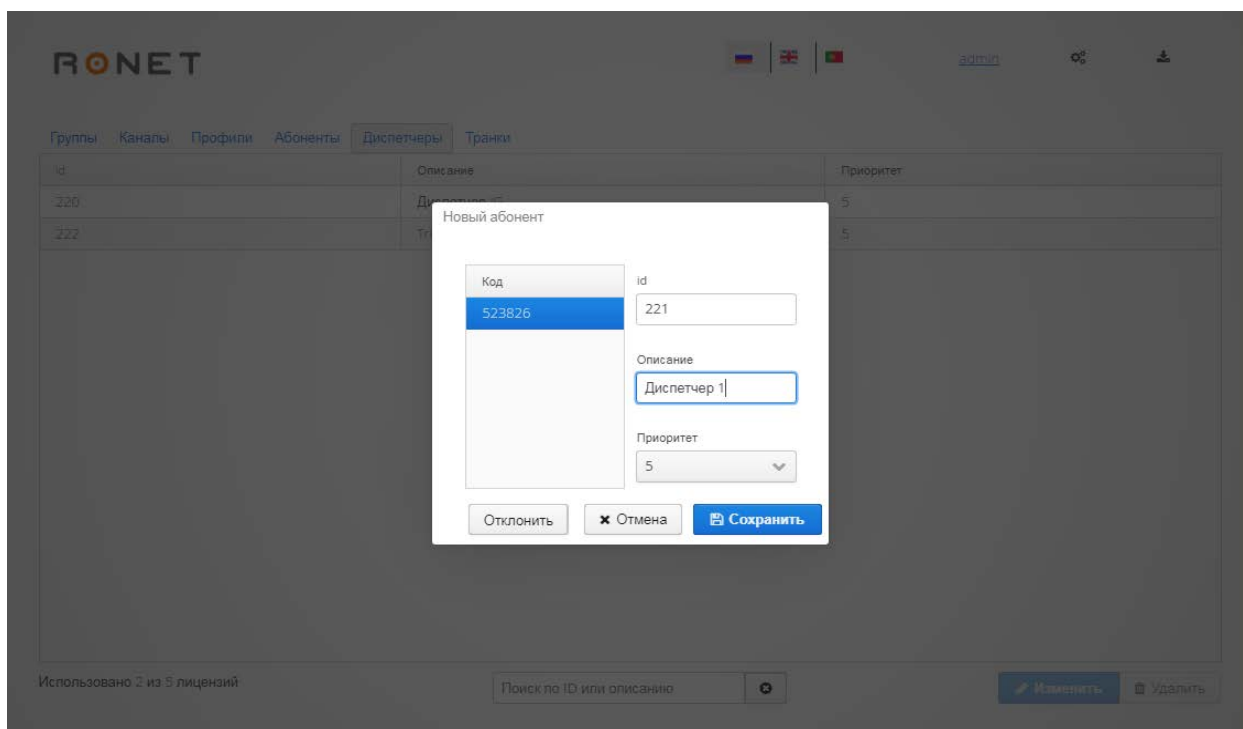 RONET
admin
Группы Каналы Профили Абоненты Диспетчеры Транки
Id Описание Приоритет
220 5
222 5
Новый абонент
Код
523826
id
221
Описание
Диспетчер 1
Приоритет
5
Отклонить Отмена Сохранить
Использовано 2 из 5 лицензий
Поиск по ID или описанию
Изменить Удалить